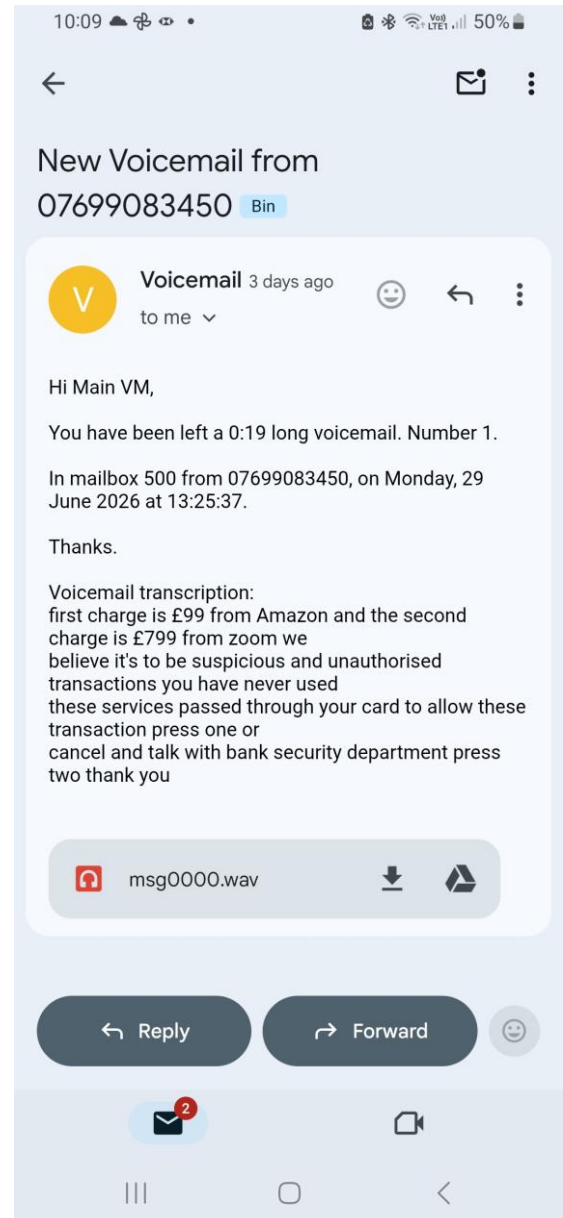 10:09
Vo))
LTE1
50%
New Voicemail from
07699083450 Bin
V
Voicemail 3 days ago
to me
Hi Main VM,
You have been left a 0:19 long voicemail. Number 1.
In mailbox 500 from 07699083450, on Monday, 29
June 2026 at 13:25:37.
Thanks.
Voicemail transcription:
first charge is £99 from Amazon and the second
charge is £799 from zoom we
believe it's to be suspicious and unauthorised
transactions you have never used
these services passed through your card to allow these
transaction press one or
cancel and talk with bank security department press
two thank you
msg0000.wav
Reply
Forward
2